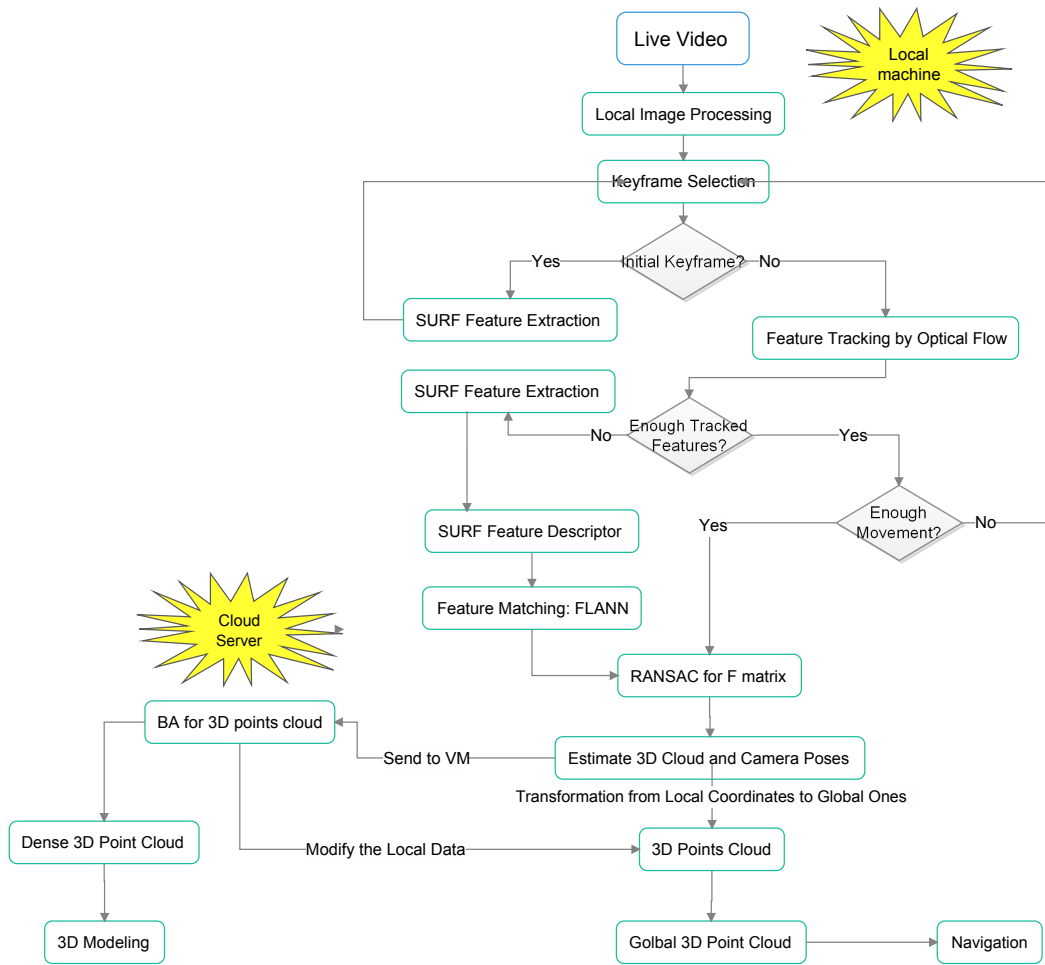 Live Video
Local
machine
Local Image Processing
Keyframe Selection
Initial Keyframe?
Yes
No
SURF Feature Extraction
Feature Tracking by Optical Flow
SURF Feature Extraction
Enough Tracked
Features?
No
Yes
Enough
Movement?
Yes
No
SURF Feature Descriptor
Feature Matching: FLANN
Cloud
Server
RANSAC for F matrix
BA for 3D points cloud
Send to VM
Estimate 3D Cloud and Camera Poses
Transformation from Local Coordinates to Global Ones
Dense 3D Point Cloud
Modify the Local Data
3D Points Cloud
3D Modeling
Golbal 3D Point Cloud
Navigation